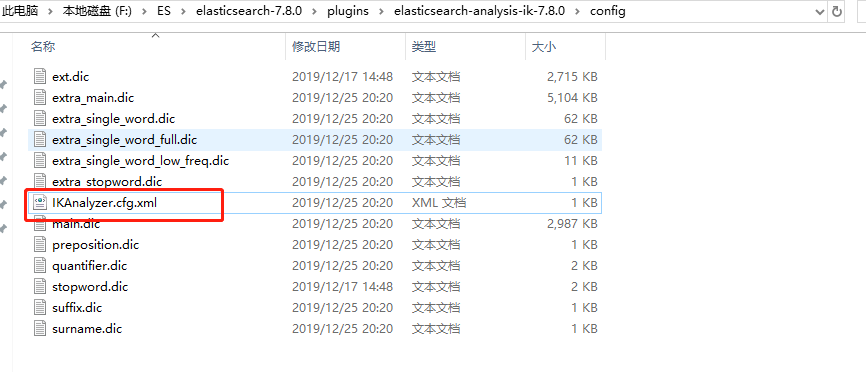 此电脑 > 本地磁盘 (F:) > ES > elasticsearch-7.8.0 > plugins > elasticsearch-analysis-ik-7.8.0 > config
名称 修改日期 类型 大小
ext.dic 2019/12/17 14:48 文本文档 2,715 KB
extra_main.dic 2019/12/25 20:20 文本文档 5,104 KB
extra_single_word.dic 2019/12/25 20:20 文本文档 62 KB
extra_single_word_full.dic 2019/12/25 20:20 文本文档 62 KB
extra_single_word_low_freq.dic 2019/12/25 20:20 文本文档 11 KB
extra_stopword.dic 2019/12/25 20:20 文本文档 1 KB
IKAnalyzer.cfg.xml 2019/12/25 20:20 XML 文档 1 KB
main.dic 2019/12/25 20:20 文本文档 2,987 KB
preposition.dic 2019/12/25 20:20 文本文档 1 KB
quantifier.dic 2019/12/25 20:20 文本文档 2 KB
stopword.dic 2019/12/17 14:48 文本文档 2 KB
suffix.dic 2019/12/25 20:20 文本文档 1 KB
surname.dic 2019/12/25 20:20 文本文档 1 KB